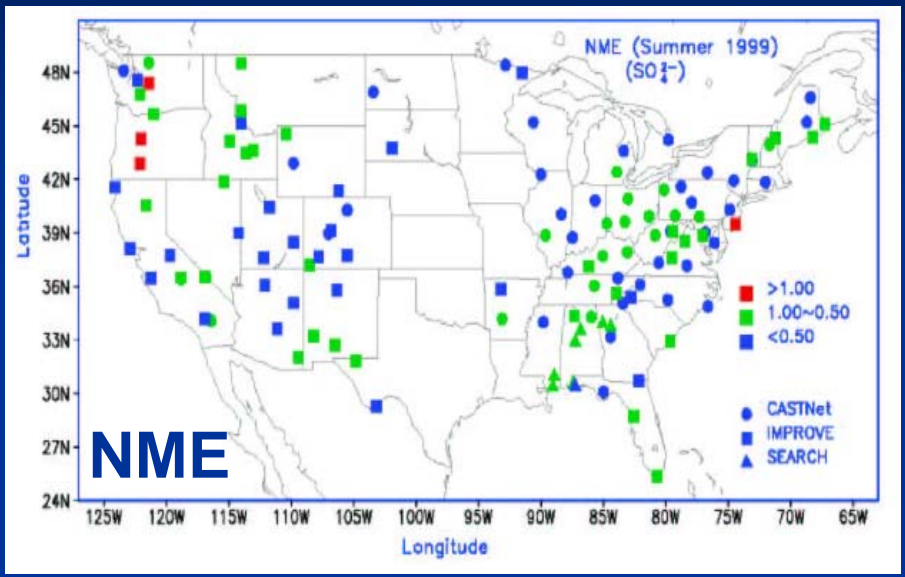 NME (Summer 1999)
(SO₄²⁻)
48N
45N
42N
39N
36N
33N
30N
27N
24N
Latitude
>1.00
1.00~0.50
<0.50
CASTNet
IMPROVE
SEARCH
NME
125W 120W 115W 110W 105W 100W 95W 90W 85W 80W 75W 70W 65W
Longitude